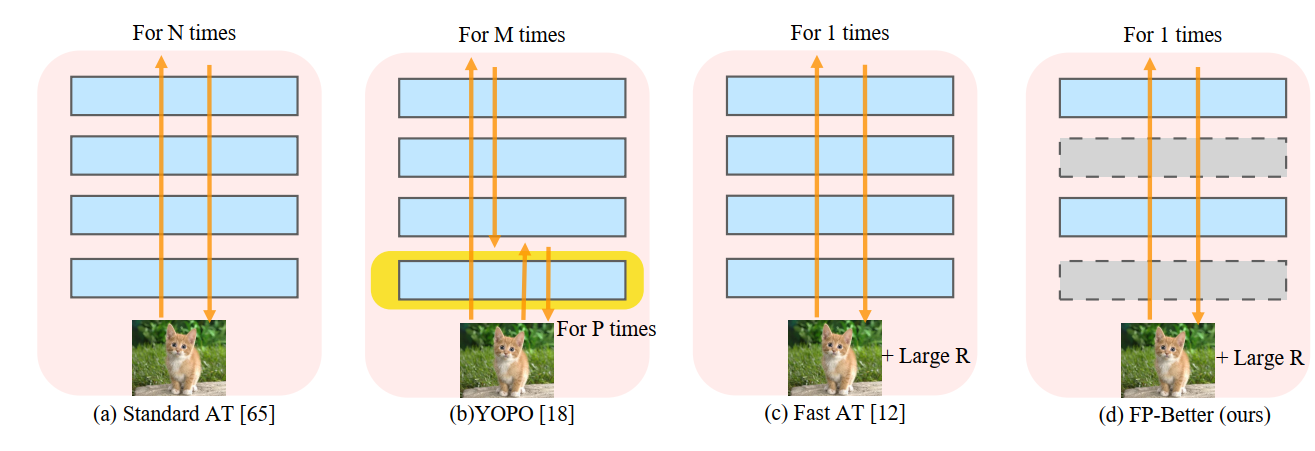 For N times
For M times
For 1 times
For 1 times
For P times
+ Large R
+ Large R
(a) Standard AT [65]
(b)YOPO [18]
(c) Fast AT [12]
(d) FP-Better (ours)